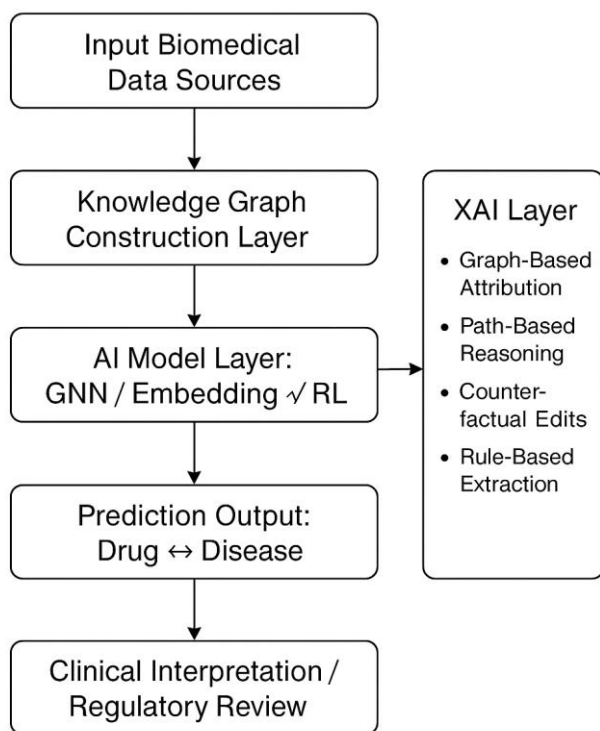 Input Biomedical
Data Sources
Knowledge Graph
Construction Layer
AI Model Layer:
GNN / Embedding √ RL
Prediction Output:
Drug ↔ Disease
Clinical Interpretation /
Regulatory Review
XAI Layer
• Graph-Based
Attribution
• Path-Based
Reasoning
• Counter-
factual Edits
• Rule-Based
Extraction